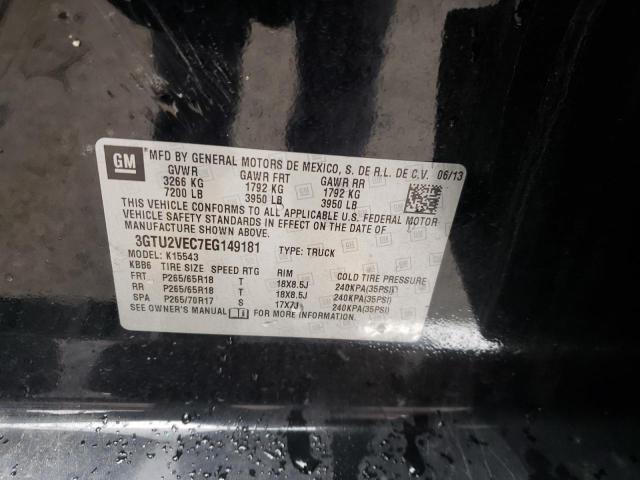 GM
MFD BY GENERAL MOTORS DE MEXICO, S. DE R.L. DE C.V. 06/13
GVWR GAWR FRT GAWR RR
3266 KG 1792 KG 1792 KG
7200 LB 3950 LB 3950 LB
THIS VEHICLE CONFORMS TO ALL APPLICABLE U.S. FEDERAL MOTOR
VEHICLE SAFETY STANDARDS IN EFFECT ON THE DATE OF
MANUFACTURE SHOWN ABOVE.
3GTU2VEC7EG149181 TYPE: TRUCK
MODEL: K15543
KBB6 TIRE SIZE SPEED RTG RIM COLD TIRE PRESSURE
FRT P265/65R18 T 18X8.5J 240KPA(35PSI)
RR P265/65R18 T 18X8.5J 240KPA(35PSI)
SPA P265/70R17 S 17X7J 240KPA(35PSI)
SEE OWNER'S MANUAL FOR ADDITIONAL INFORMATION.